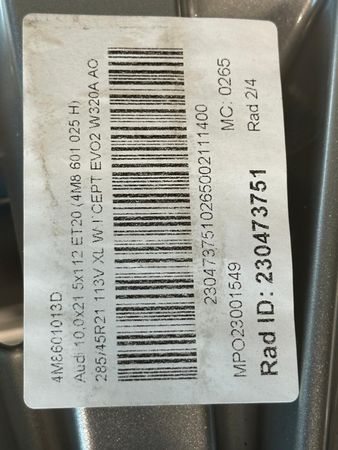 4M8601013D
Audi 10,0x21 5x112 ET20 (4M8 601 025 H)
285/45R21 113V XL W I*CEPT EVO2 W320A AO
2304737510265002111400
MPO23001549 MC: 0265
Rad ID: 230473751 Rad 2/4